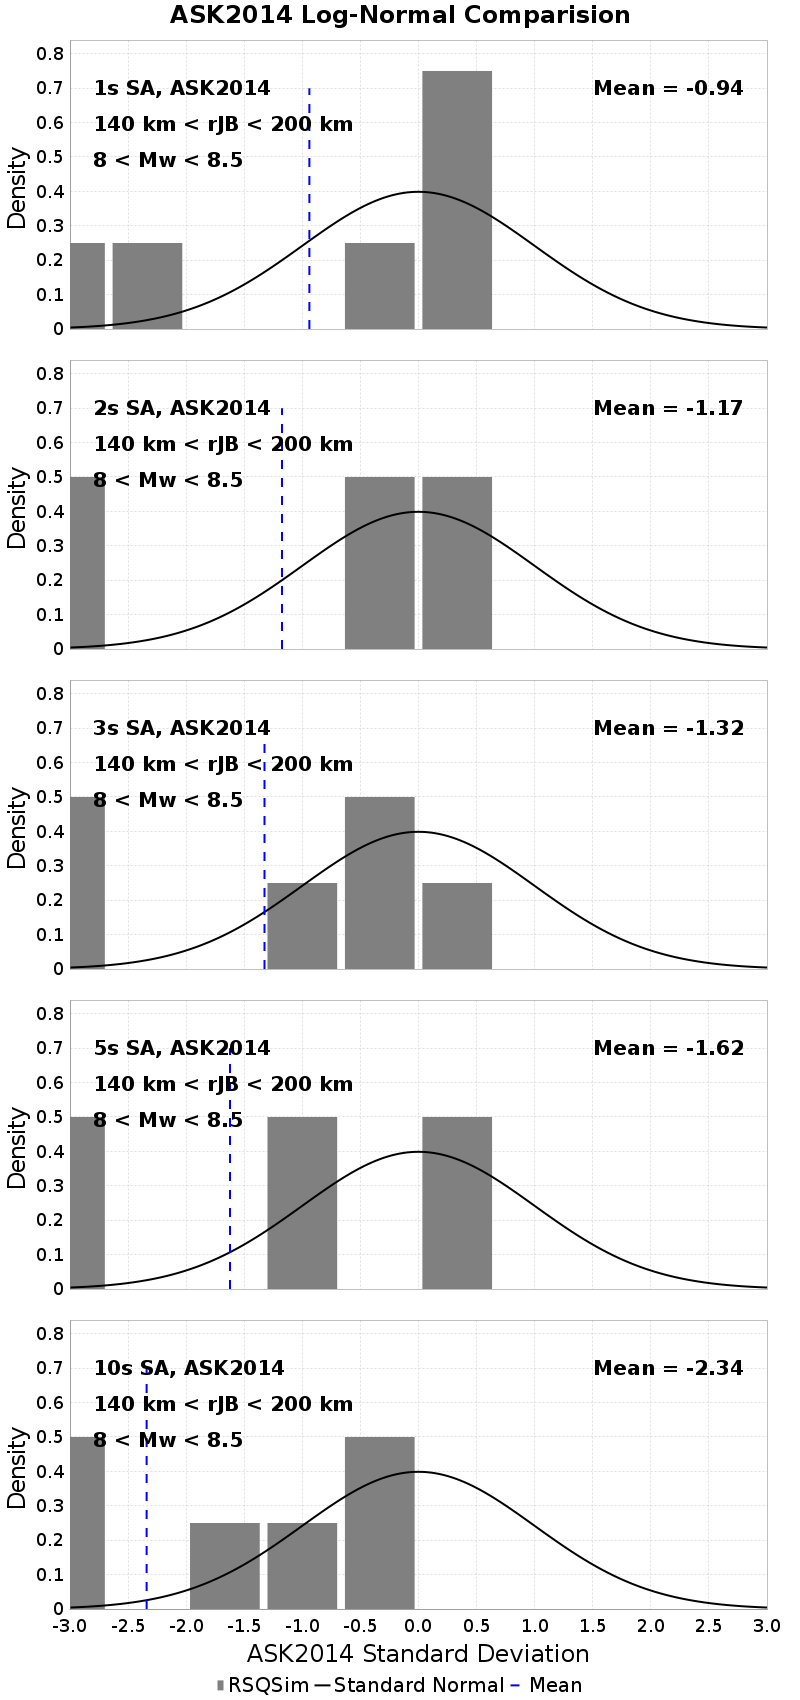 ASK2014 Log-Normal Comparision
0.8
0.7
0.6
0.5
0.4
0.3
0.2
0.1
0
Density
1s SA, ASK2014
Mean = -0.94
140 km < rJB < 200 km
8 < Mw < 8.5
0.8
0.7
0.6
0.5
0.4
0.3
0.2
0.1
0
Density
2s SA, ASK2014
Mean = -1.17
140 km < rJB < 200 km
8 < Mw < 8.5
0.8
0.7
0.6
0.5
0.4
0.3
0.2
0.1
0
Density
3s SA, ASK2014
Mean = -1.32
140 km < rJB < 200 km
8 < Mw < 8.5
0.8
0.7
0.6
0.5
0.4
0.3
0.2
0.1
0
Density
5s SA, ASK2014
Mean = -1.62
140 km < rJB < 200 km
8 < Mw < 8.5
0.8
0.7
0.6
0.5
0.4
0.3
0.2
0.1
0
Density
10s SA, ASK2014
Mean = -2.34
140 km < rJB < 200 km
8 < Mw < 8.5
-3.0 -2.5 -2.0 -1.5 -1.0 -0.5 0.0 0.5 1.0 1.5 2.0 2.5 3.0
ASK2014 Standard Deviation
RSQSim Standard Normal Mean